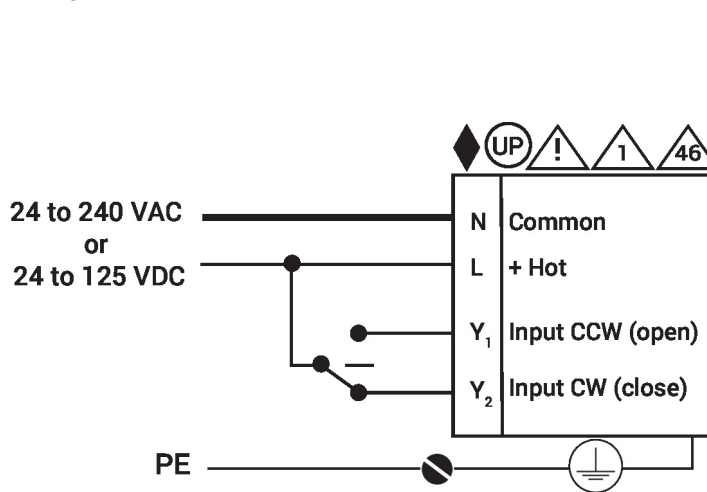 UP ! 1 46
24 to 240 VAC
or
24 to 125 VDC
N Common
L + Hot
Y₁ Input CCW (open)
Y₂ Input CW (close)
PE